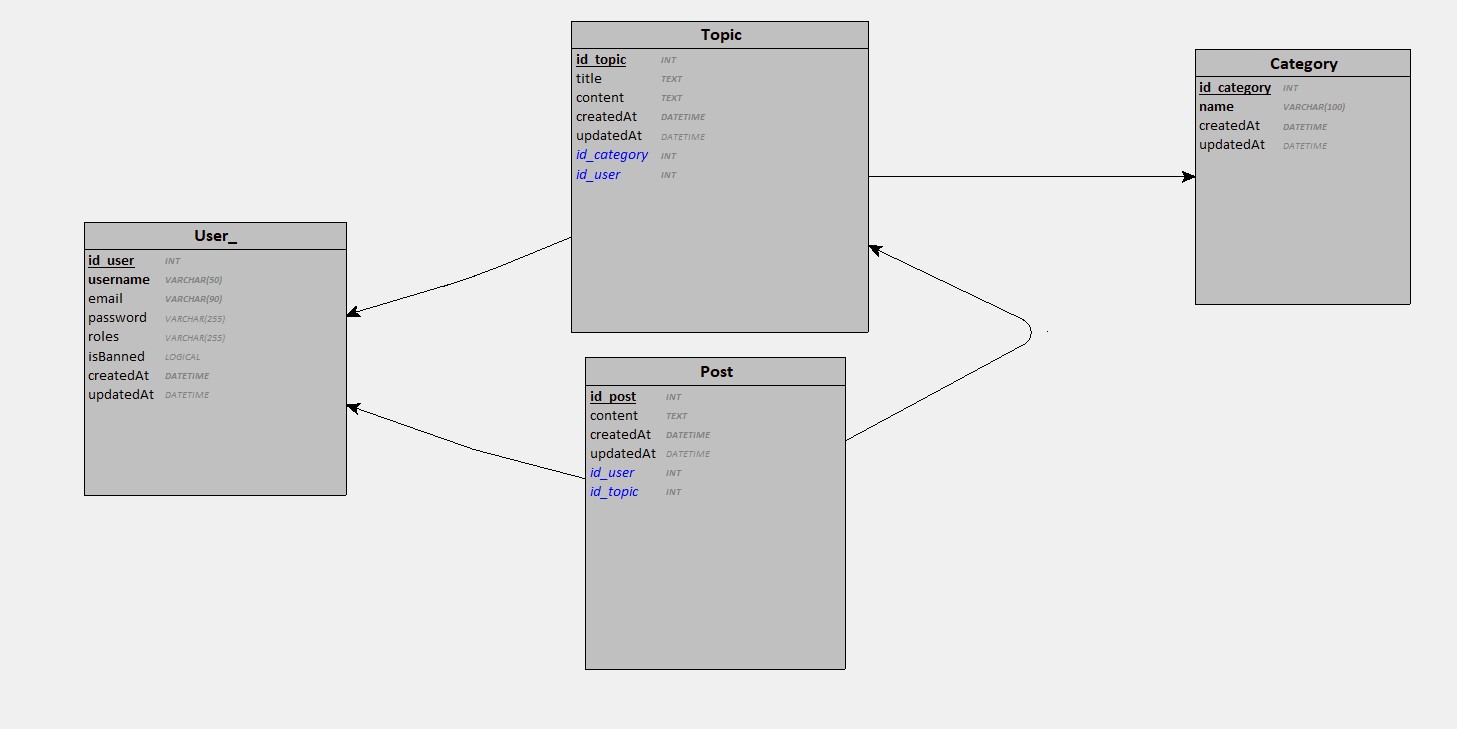 Topic
id_topic INT
title TEXT
content TEXT
createdAt DATETIME
updatedAt DATETIME
id_category INT
id_user INT
Category
id_category INT
name VARCHAR(100)
createdAt DATETIME
updatedAt DATETIME
User_
id_user INT
username VARCHAR(50)
email VARCHAR(90)
password VARCHAR(255)
roles VARCHAR(255)
isBanned LOGICAL
createdAt DATETIME
updatedAt DATETIME
Post
id_post INT
content TEXT
createdAt DATETIME
updatedAt DATETIME
id_user INT
id_topic INT